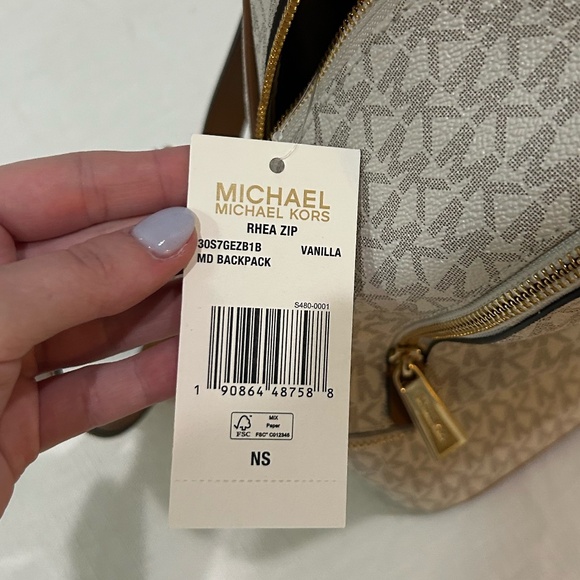 MICHAEL
MICHAEL KORS
RHEA ZIP
30S7GEZB1B VANILLA
MD BACKPACK
S480-0001
1 90864 48758 8
FSC
MIX
Paper
FSC® C012346
NS